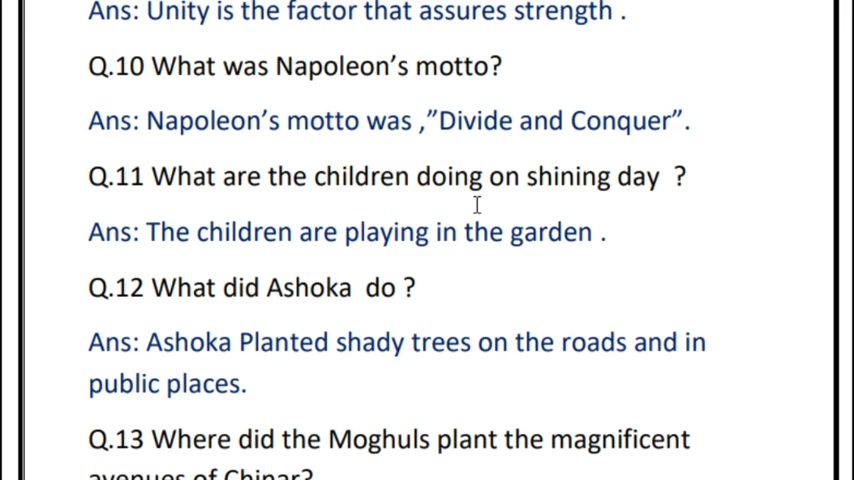 Ans: Unity is the factor that assures strength .
Q.10 What was Napoleon’s motto?
Ans: Napoleon’s motto was ,”Divide and Conquer”.
Q.11 What are the children doing on shining day  ?
Ans: The children are playing in the garden .
Q.12 What did Ashoka  do ?
Ans: Ashoka Planted shady trees on the roads and in
public places.
Q.13 Where did the Moghuls plant the magnificent
avenues of Chinar?